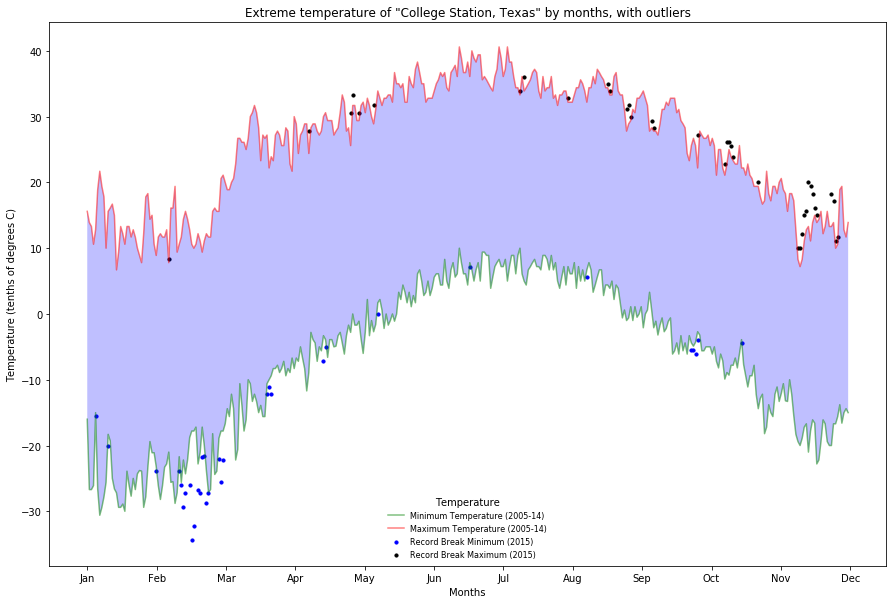 Extreme temperature of "College Station, Texas" by months, with outliers
Temperature (tenths of degrees C)
40
30
20
10
0
−10
−20
−30
Temperature
Minimum Temperature (2005-14)
Maximum Temperature (2005-14)
Record Break Minimum (2015)
Record Break Maximum (2015)
Jan Feb Mar Apr May Jun Jul Aug Sep Oct Nov Dec
Months